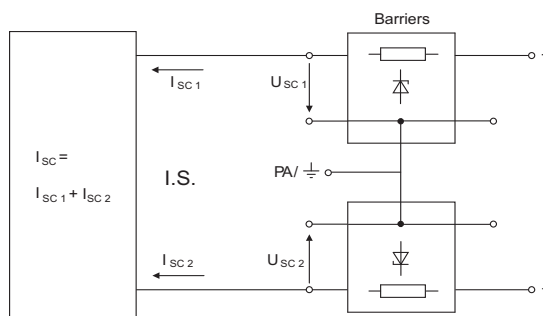 Barriers
I SC 1
U SC 1
I SC =
I SC 1 + I SC 2
I.S.
PA/
I SC 2
U SC 2